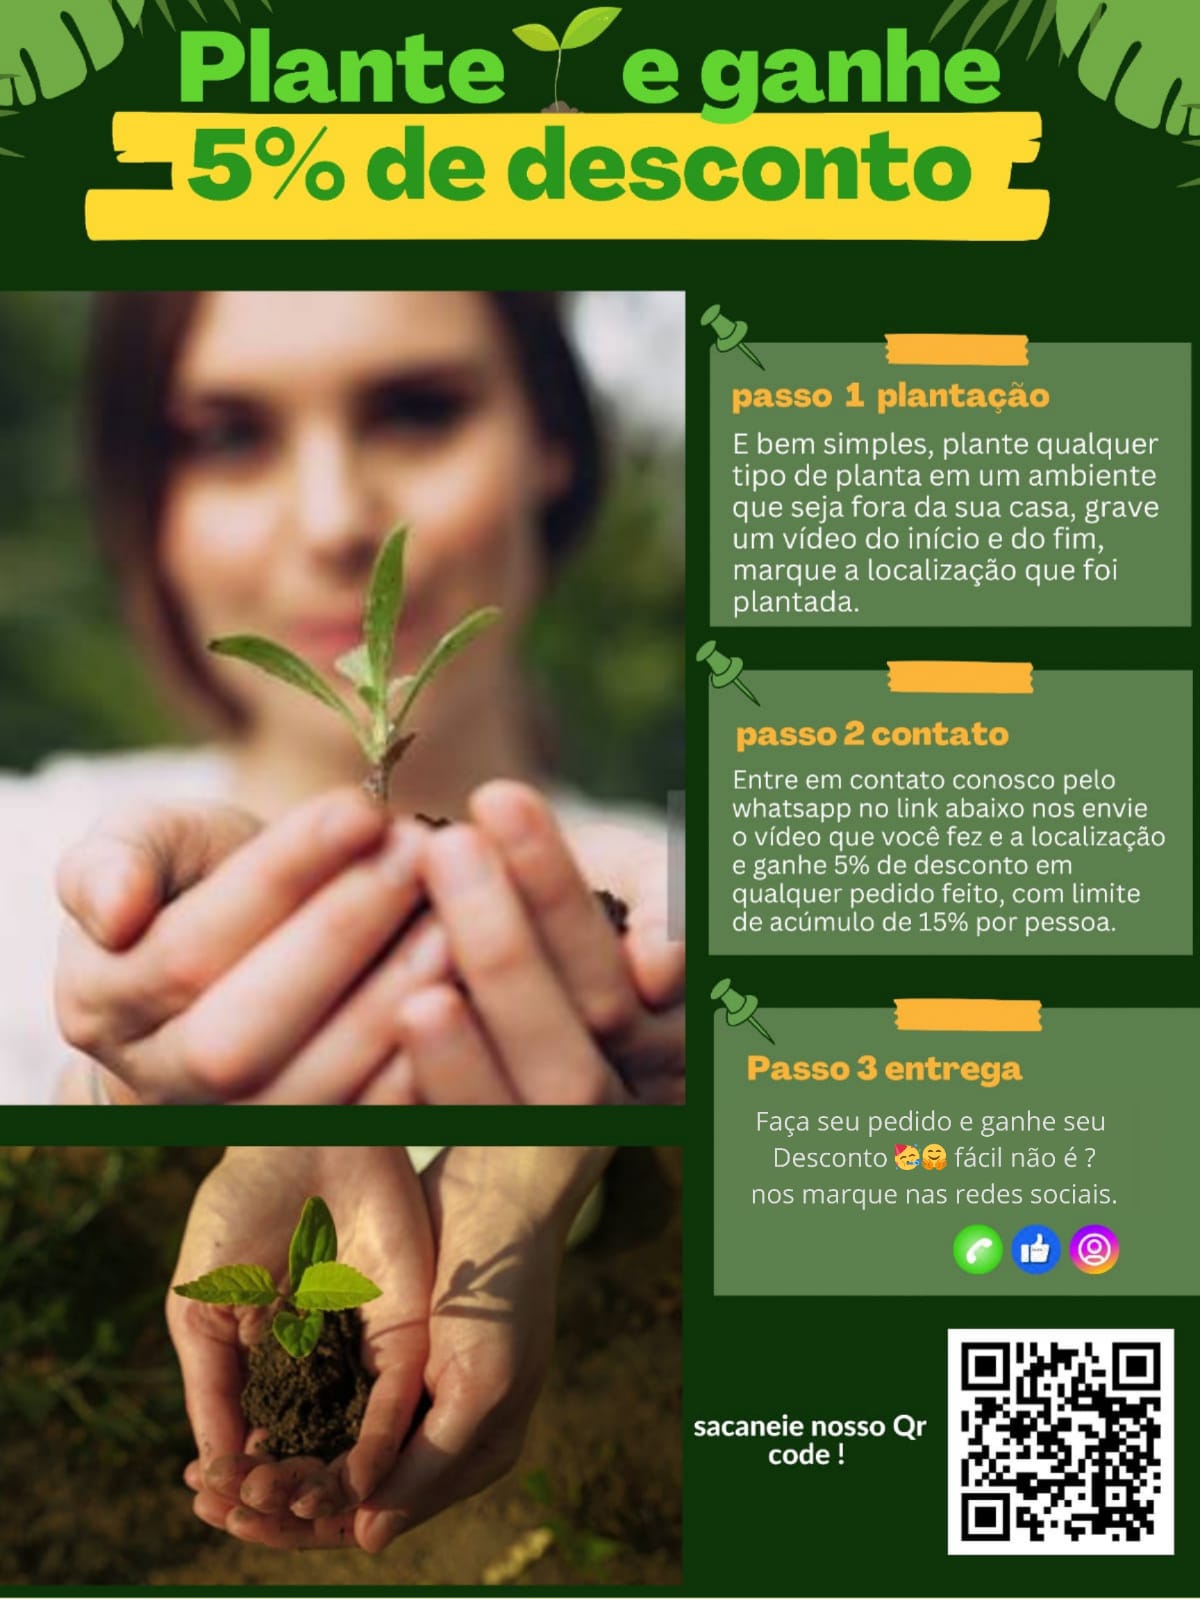 Plante e ganhe
5% de desconto
passo 1 plantação
E bem simples, plante qualquer
tipo de planta em um ambiente
que seja fora da sua casa, grave
um vídeo do início e do fim,
marque a localização que foi
plantada.
passo 2 contato
Entre em contato conosco pelo
whatsapp no link abaixo nos envie
o vídeo que você fez e a localização
e ganhe 5% de desconto em
qualquer pedido feito, com limite
de acúmulo de 15% por pessoa.
Passo 3 entrega
Faça seu pedido e ganhe seu
Desconto 🥳🤗 fácil não é ?
nos marque nas redes sociais.
sacaneie nosso Qr
code !